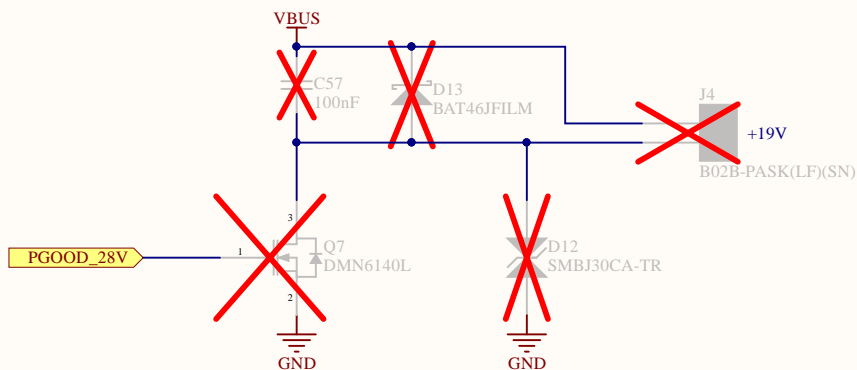 VBUS
C57
100nF
D13
BAT46JFILM
J4
+19V
B02B-PASK(LF)(SN)
3
PGOOD_28V
1
Q7
DMN6140L
2
D12
SMBJ30CA-TR
GND
GND